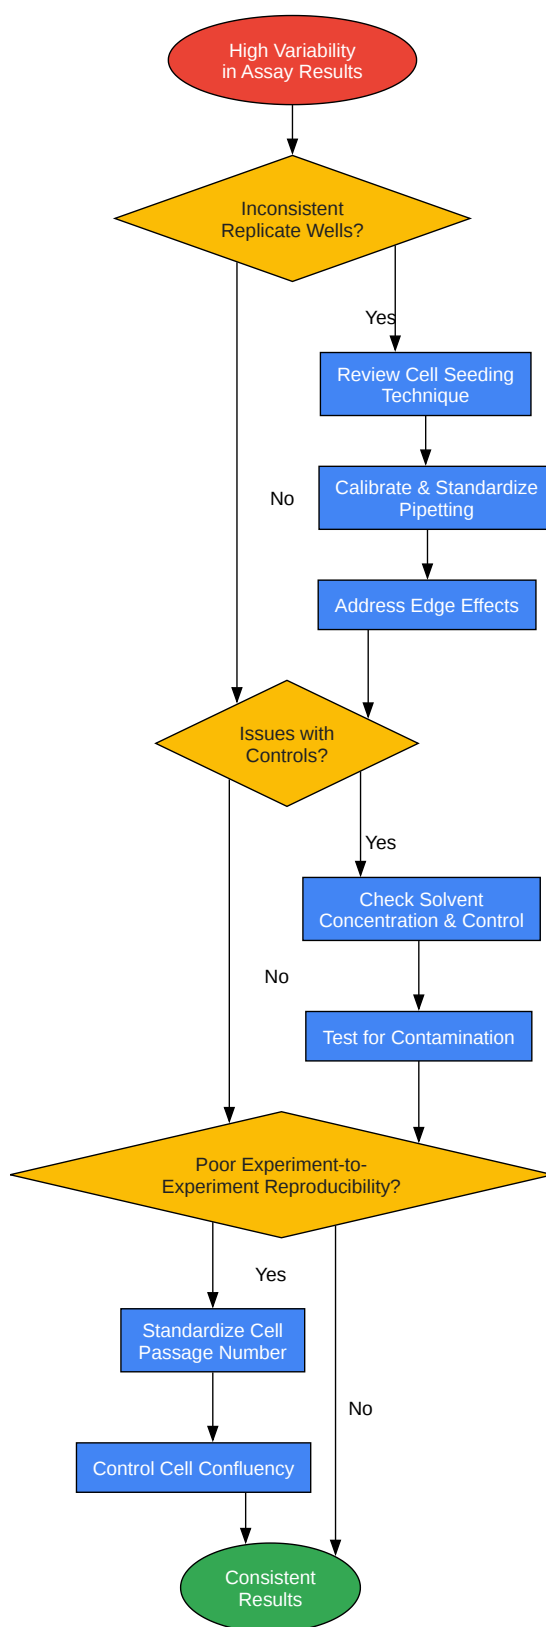 High Variability
in Assay Results
Inconsistent
Replicate Wells?
Yes
Review Cell Seeding
Technique
Calibrate & Standardize
Pipetting
No
Address Edge Effects
Issues with
Controls?
Yes
Check Solvent
Concentration & Control
No
Test for Contamination
Poor Experiment-to-
Experiment Reproducibility?
Yes
Standardize Cell
Passage Number
No
Control Cell Confluency
Consistent
Results